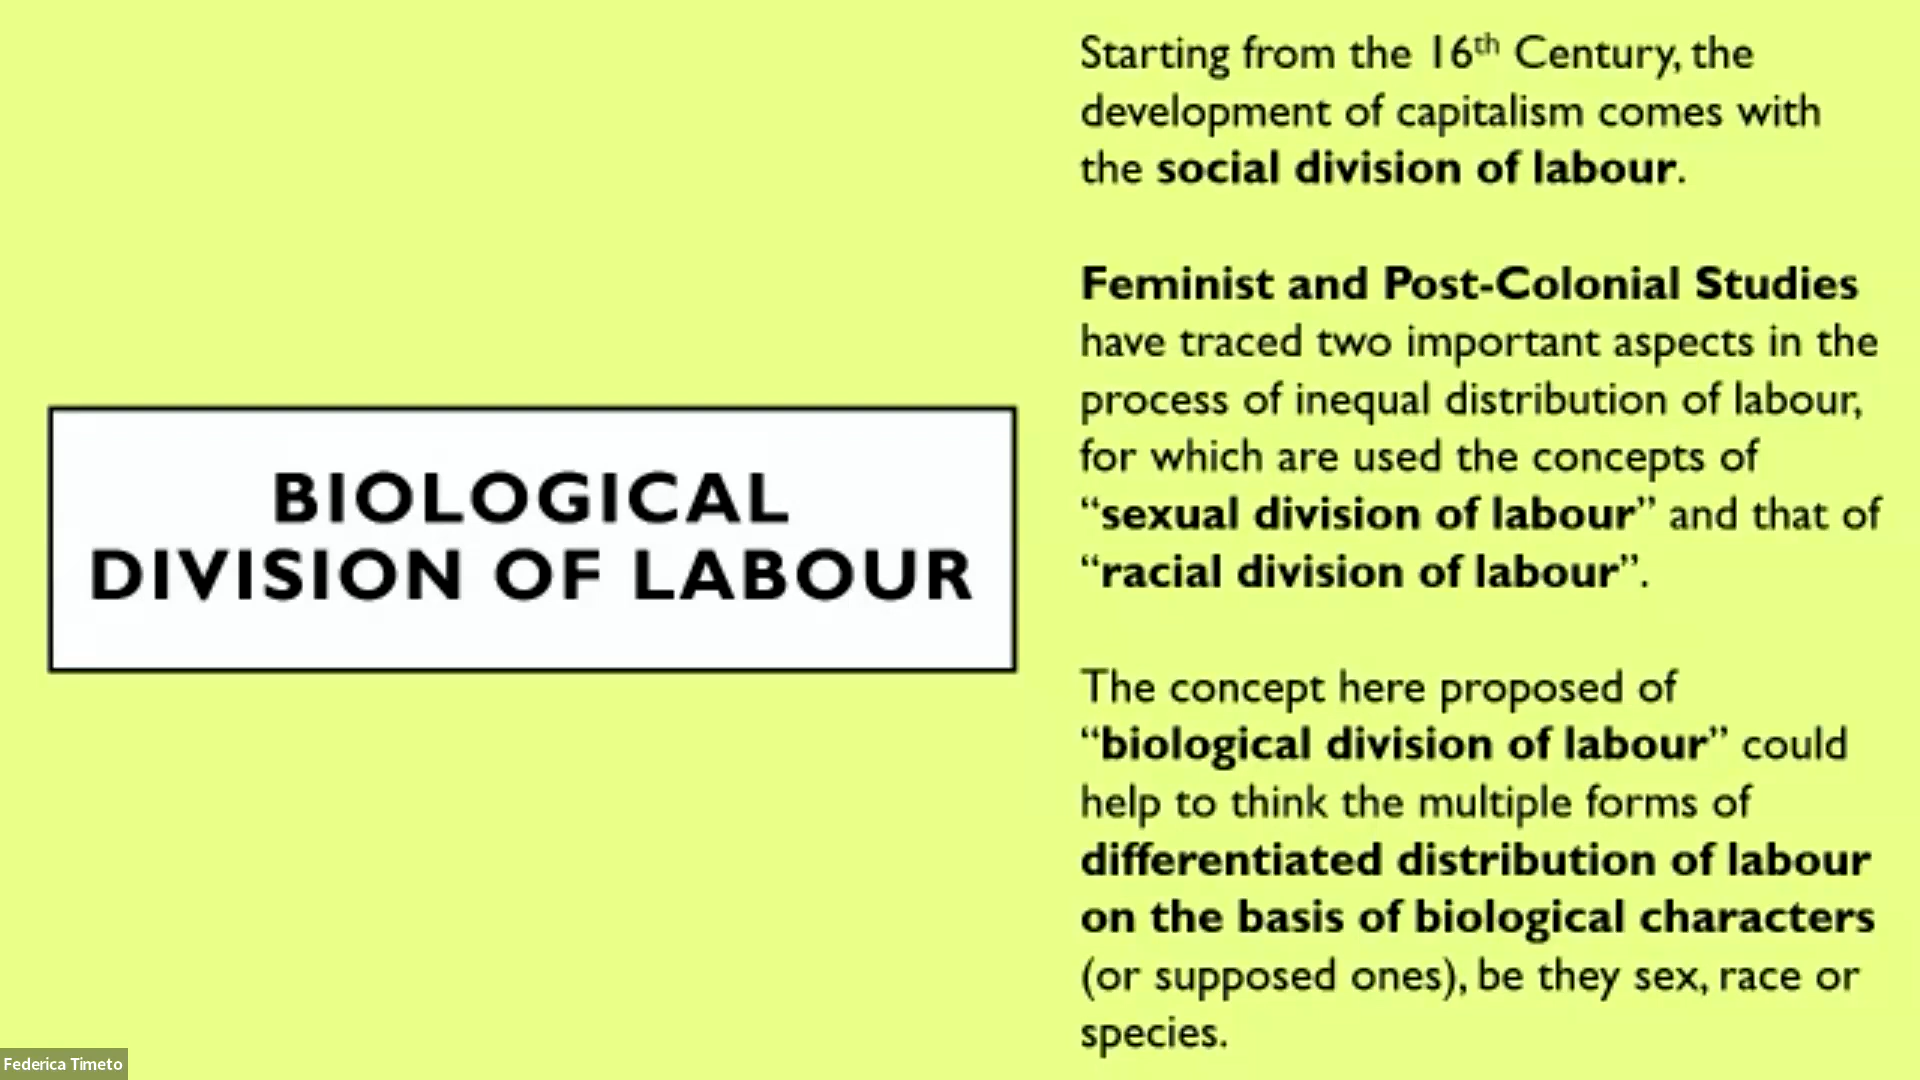 BIOLOGICAL
DIVISION OF LABOUR
Starting from the 16th Century, the
development of capitalism comes with
the social division of labour.
Feminist and Post-Colonial Studies
have traced two important aspects in the
process of inequal distribution of labour,
for which are used the concepts of
“sexual division of labour” and that of
“racial division of labour”.
The concept here proposed of
“biological division of labour” could
help to think the multiple forms of
differentiated distribution of labour
on the basis of biological characters
(or supposed ones), be they sex, race or
species.
Federica Timeto